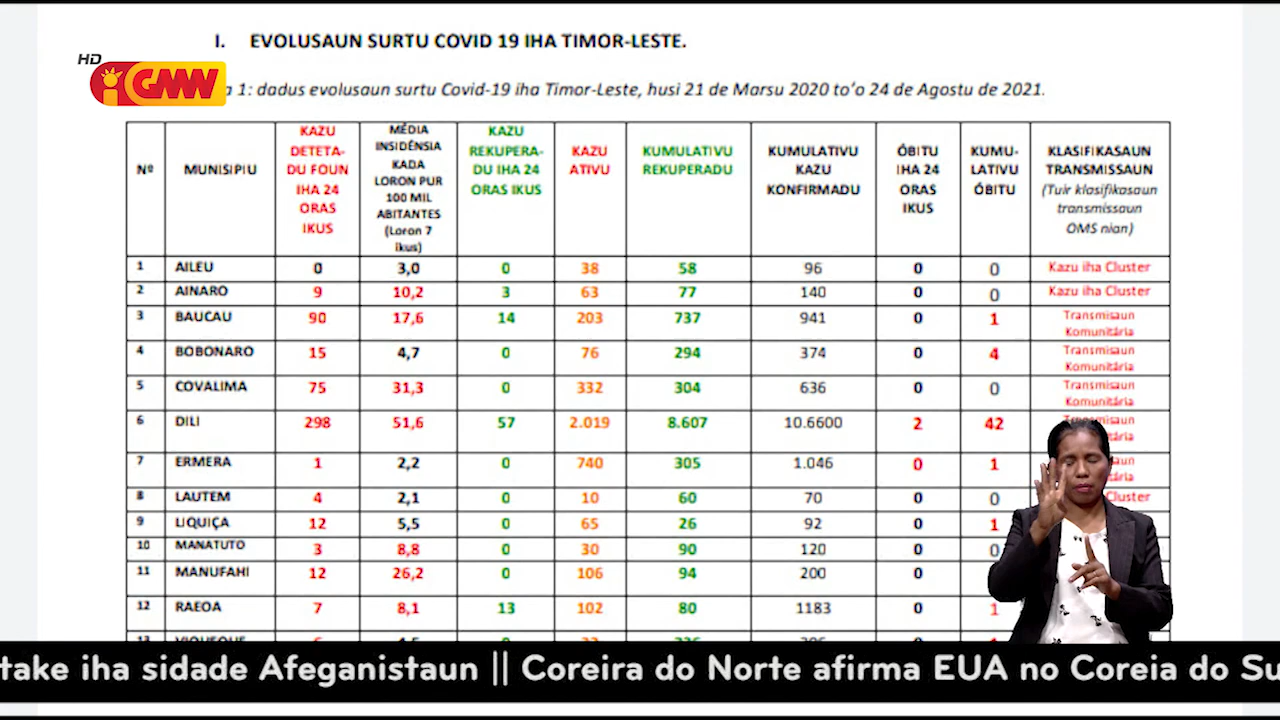 I. EVOLUSAUN SURTU COVID 19 IHA TIMOR-LESTE.
HD
GMN
1: dadus evolusaun surtu Covid-19 iha Timor-Leste, husi 21 de Marsu 2020 to'o 24 de Agostu de 2021.
Nº MUNISIPIU KAZU DETETA-DU FOUN IHA 24 ORAS IKUS MÉDIA INSIDÉNSIA KADA LORON PUR 100 MIL ABITANTES (Loron 7 Ikus) KAZU REKUPERA-DU IHA 24 ORAS IKUS KAZU ATIVU KUMULATIVU REKUPERADU KUMULATIVU KAZU KONFIRMADU ÓBITU IHA 24 ORAS IKUS KUMU-LATIVU ÓBITU KLASIFIKASAUN TRANSMISSAUN (Tuir klasifikasaun transmissaun OMS nian)
1 AILEU 0 3,0 0 38 58 96 0 0 Kazu iha Cluster
2 AINARO 9 10,2 3 63 77 140 0 0 Kazu iha Cluster
3 BAUCAU 90 17,6 14 203 737 941 0 1 Transmisaun Komunitária
4 BOBONARO 15 4,7 0 76 294 374 0 4 Transmisaun Komunitária
5 COVALIMA 75 31,3 0 332 304 636 0 0 Transmisaun Komunitária
6 DILI 298 51,6 57 2.019 8.607 10.6600 2 42
7 ERMERA 1 2,2 0 740 305 1.046 0 1
8 LAUTEM 4 2,1 0 10 60 70 0 0 Cluster
9 LIQUIÇA 12 5,5 0 65 26 92 0 1
10 MANATUTO 3 8,8 0 30 90 120 0 0
11 MANUFAHI 12 26,2 0 106 94 200 0
12 RAEOA 7 8,1 13 102 80 1183 0 1
take iha sidade Afeganistaun || Coreira do Norte afirma EUA no Coreia do Su